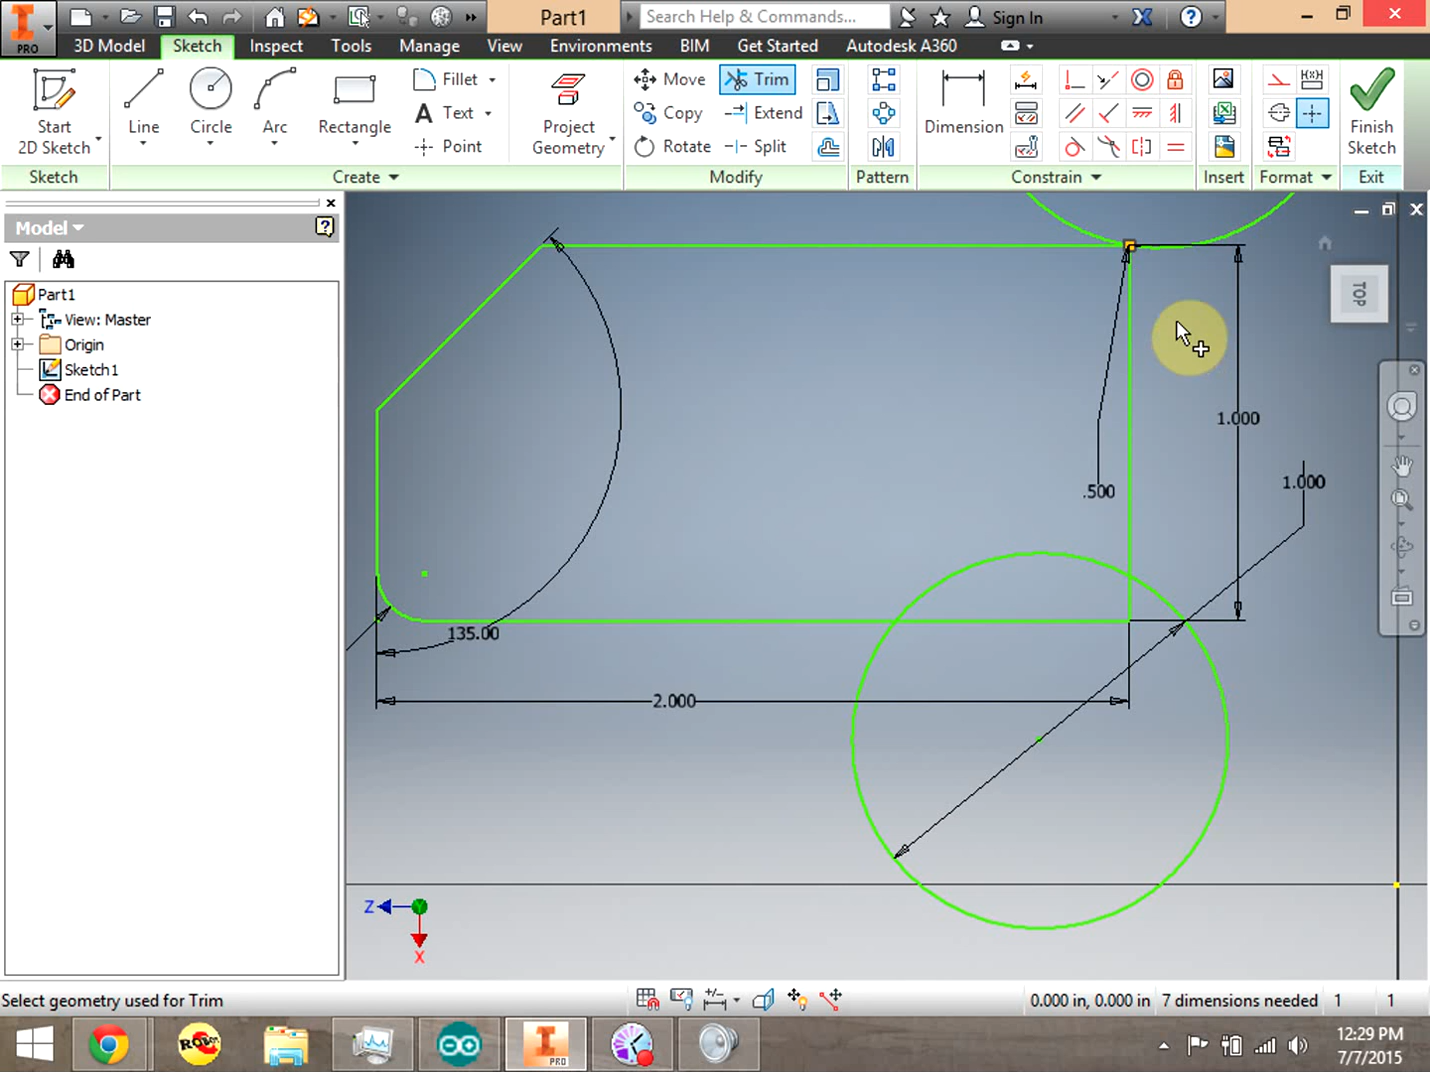 PRO
Part1
Search Help & Commands...
Sign In
3D Model
Sketch
Inspect
Tools
Manage
View
Environments
BIM
Get Started
Autodesk A360
Start
2D Sketch
Line
Circle
Arc
Rectangle
Fillet
Text
Point
Project
Geometry
Move
Copy
Rotate
Trim
Extend
Split
Dimension
Finish
Sketch
Sketch
Create
Modify
Pattern
Constrain
Insert
Format
Exit
Model
Part1
View: Master
Origin
Sketch1
End of Part
TOP
1.000
.500
1.000
135.00
2.000
Z
Y
X
Select geometry used for Trim
0.000 in, 0.000 in
7 dimensions needed
1
1
PRO
12:29 PM
7/7/2015